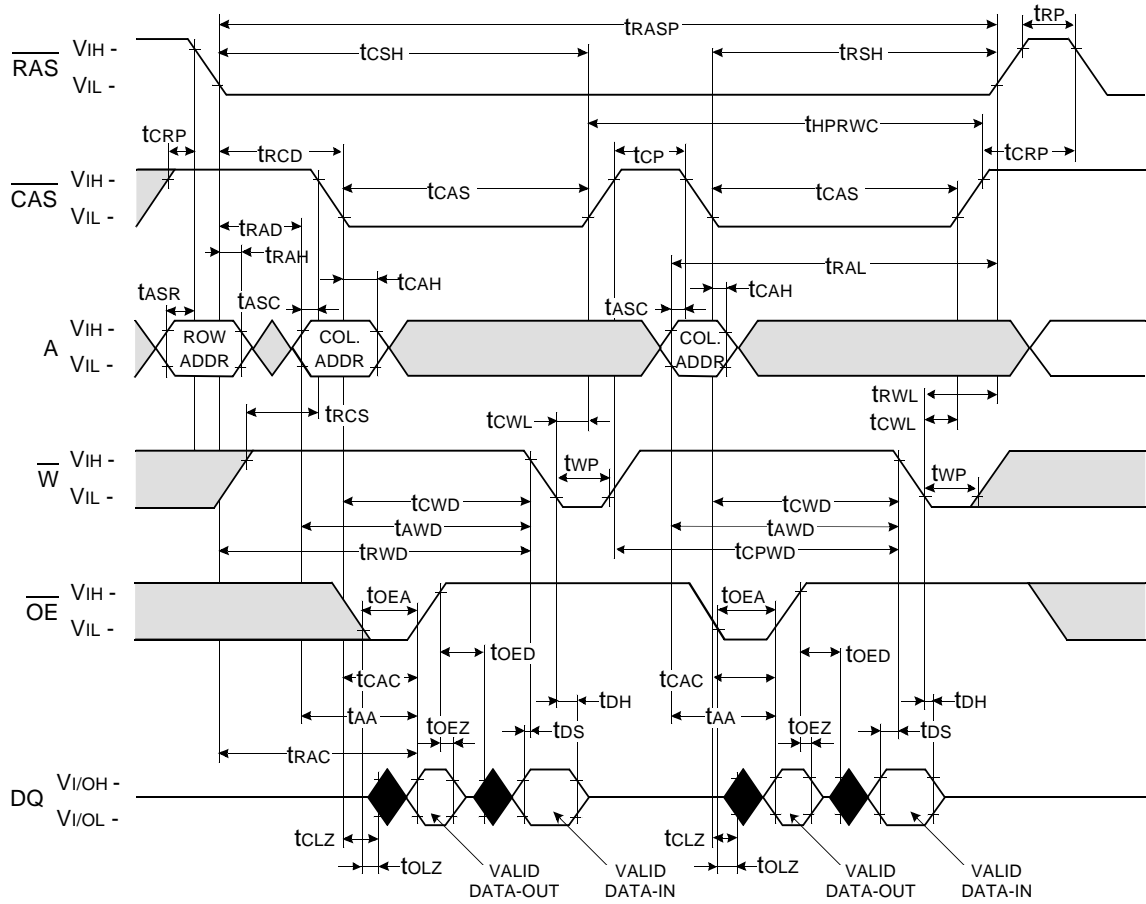 tRASP
tRP
RAS
VIH -
VIL -
tCSH
tRSH
tHPRWC
tCRP
tRCD
tCP
tCRP
CAS
VIH -
VIL -
tCAS
tCAS
tRAD
tRAH
tCAH
tRAL
tCAH
tASR
tASC
tASC
A
VIH -
VIL -
ROW
ADDR
COL.
ADDR
COL.
ADDR
tRCS
tCWL
tRWL
tCWL
W
VIH -
VIL -
tWP
tWP
tCWD
tCWD
tAWD
tAWD
tRWD
tCPWD
OE
VIH -
VIL -
tOEA
tOEA
tOED
tOED
tCAC
tCAC
tAA
tAA
tOEZ
tOEZ
tDH
tDH
tDS
tDS
tRAC
DQ
VI/OH -
VI/OL -
tCLZ
tCLZ
tOLZ
tOLZ
VALID
DATA-OUT
VALID
DATA-IN
VALID
DATA-OUT
VALID
DATA-IN